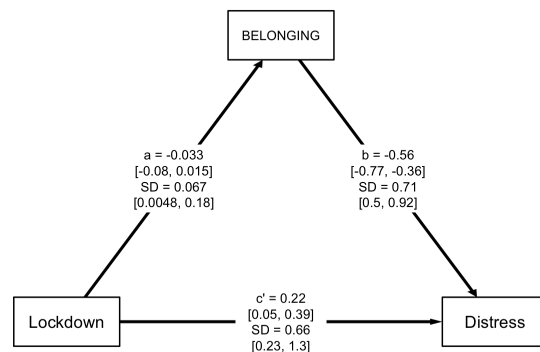 BELONGING
a = -0.033
[-0.08, 0.015]
SD = 0.067
[0.0048, 0.18]
b = -0.56
[-0.77, -0.36]
SD = 0.71
[0.5, 0.92]
c' = 0.22
[0.05, 0.39]
SD = 0.66
[0.23, 1.3]
Lockdown
Distress